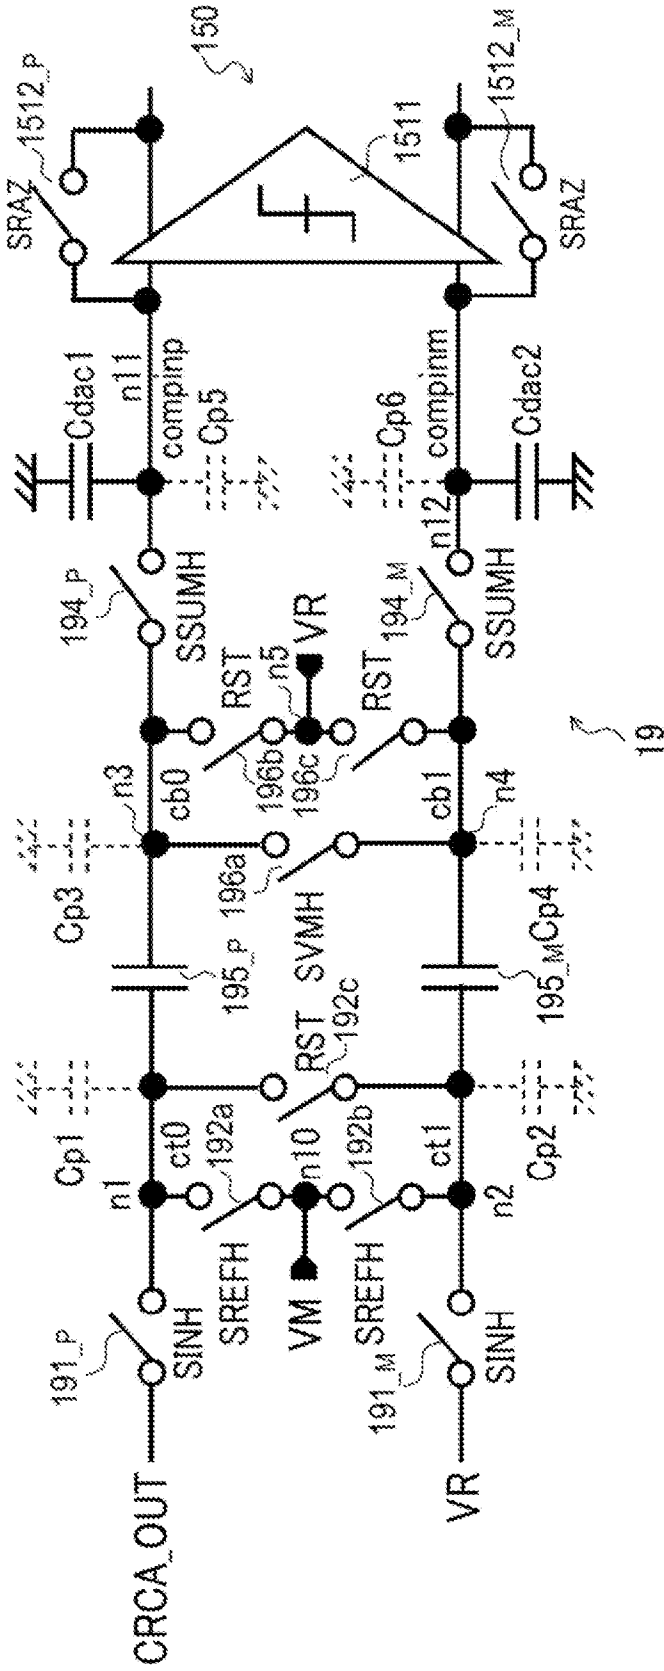 CRCA_OUT
191_P
SINH
n1
Cp1
ct0
192a
SREFH
VM
n10
SREFH
192b
RST
192c
VR
191_M
SINH
n2
ct1
Cp2
195_P
195_M
Cp3
n3
cb0
196a
SVMH
RST
196b
n5
VR
196c
RST
cb1
n4
Cp4
19
194_P
SSUMH
194_M
SSUMH
Cdac1
n11
compinp
Cp5
Cp6
compinm
n12
Cdac2
SRAZ
1512_P
150
1511
1512_M
SRAZ